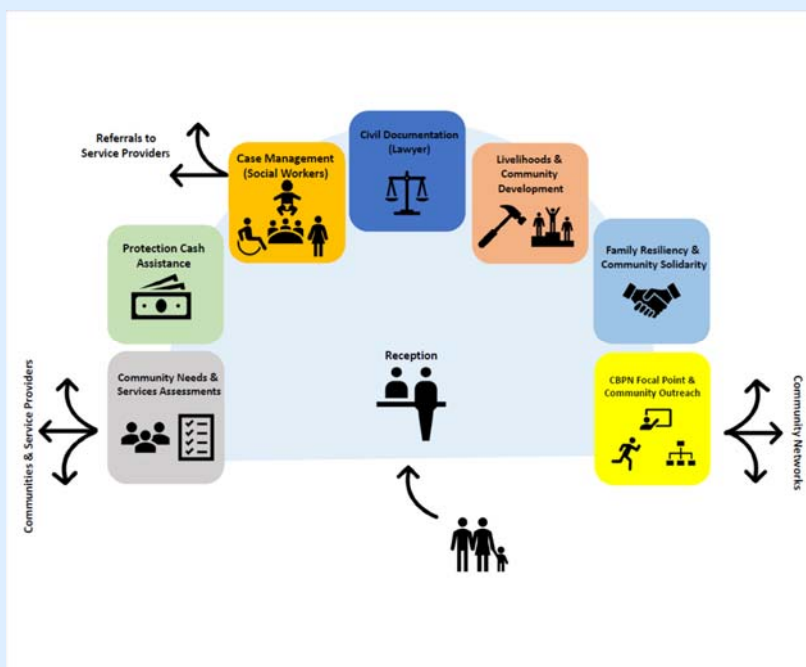 Referrals to
Service Providers
Case Management
(Social Workers)
Civil Documentation
(Lawyer)
Livelihoods &
Community
Development
Protection Cash
Assistance
Family Resiliency &
Community Solidarity
Community Needs &
Services Assessments
Reception
CBPN Focal Point &
Community Outreach
Communities & Service Providers
Community Networks